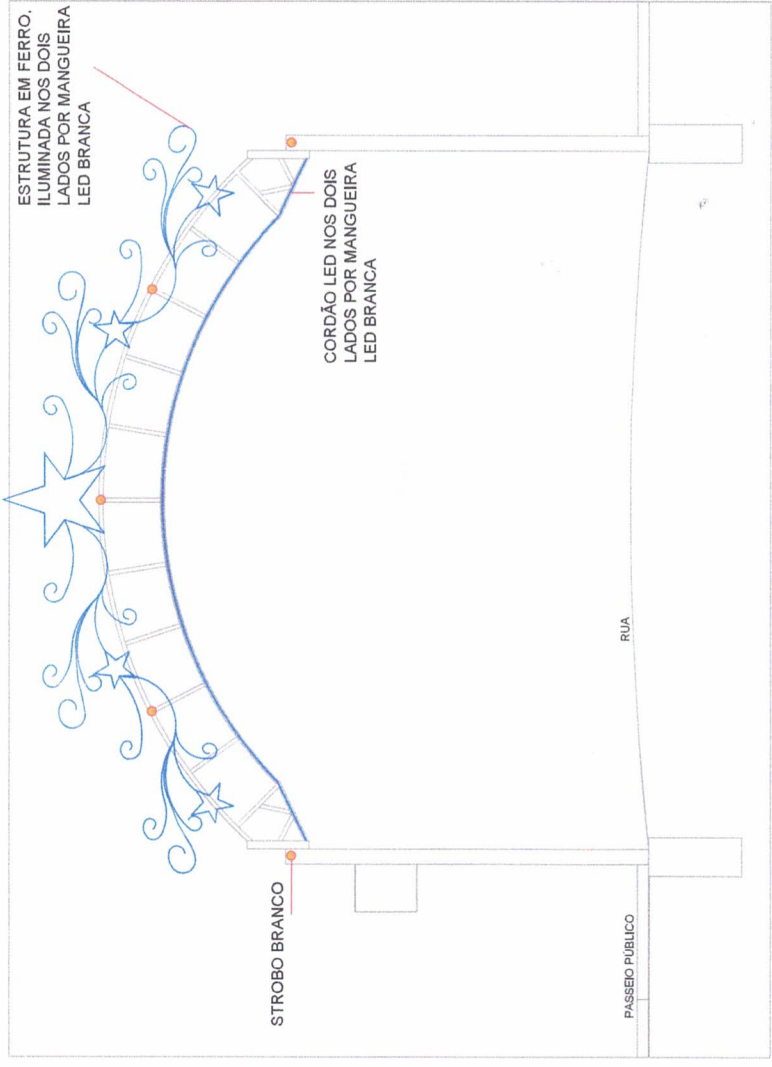 ESTRUTURA EM FERRO,
ILUMINADA NOS DOIS
LADOS POR MANGUEIRA
LED BRANCA
CORDÃO LED NOS DOIS
LADOS POR MANGUEIRA
LED BRANCA
STROBO BRANCO
RUA
PASSEIO PÚBLICO